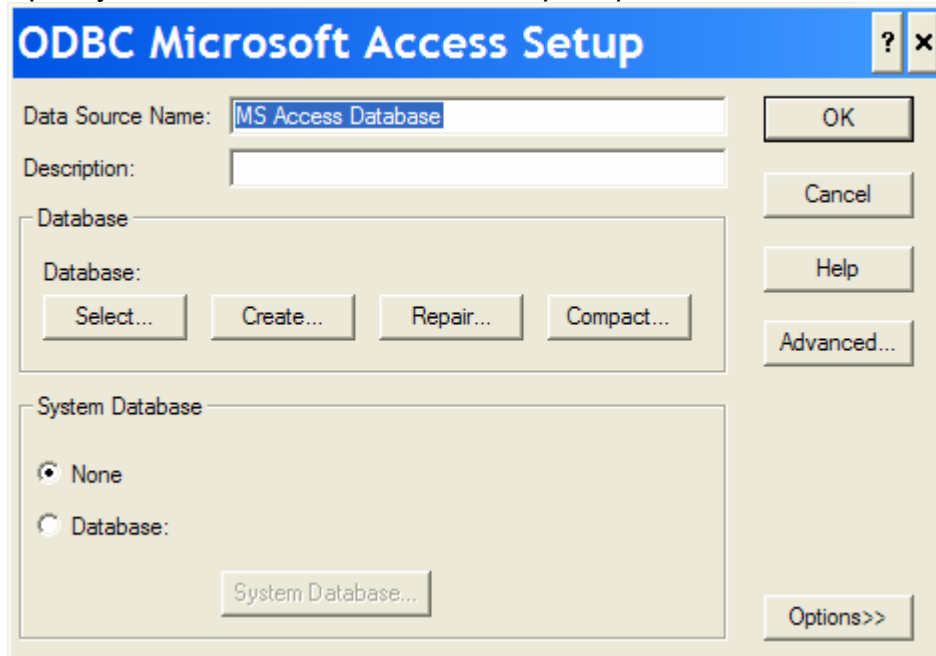 ODBC Microsoft Access Setup ? ×
Data Source Name: MS Access Database OK
Description:
Cancel
Database
Database: Help
Select... Create... Repair... Compact...
Advanced...
System Database
None
Database:
System Database...
Options>>